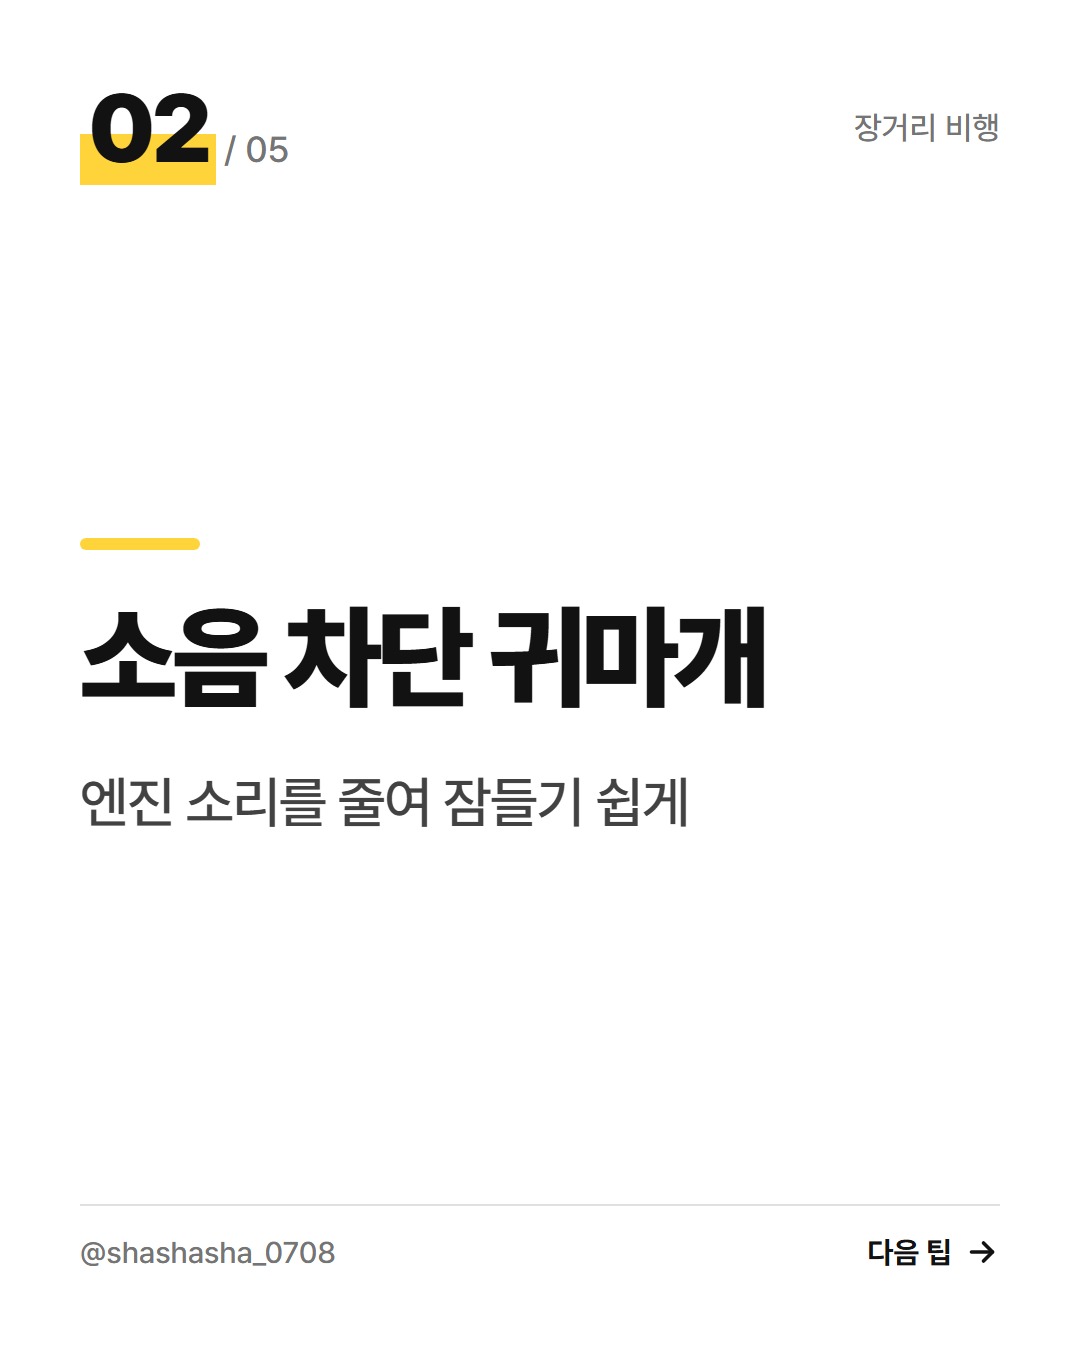 02 / 05
장거리 비행
소음 차단 귀마개
엔진 소리를 줄여 잠들기 쉽게
@shashasha_0708
다음 팁 →